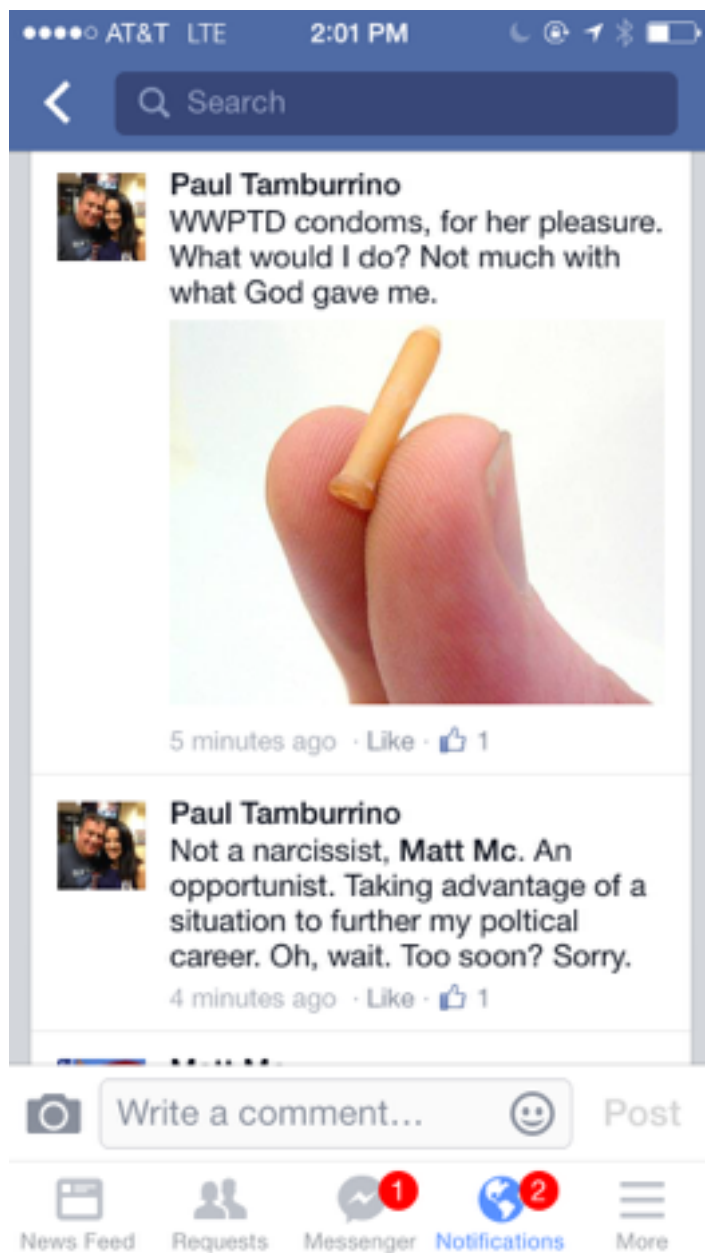 AT&T LTE 2:01 PM
Search
Paul Tamburrino
WWPTD condoms, for her pleasure.
What would I do? Not much with
what God gave me.
5 minutes ago · Like · 1
Paul Tamburrino
Not a narcissist, Matt Mc. An
opportunist. Taking advantage of a
situation to further my poltical
career. Oh, wait. Too soon? Sorry.
4 minutes ago · Like · 1
Write a comment... Post
1 2
News Feed Requests Messenger Notifications More